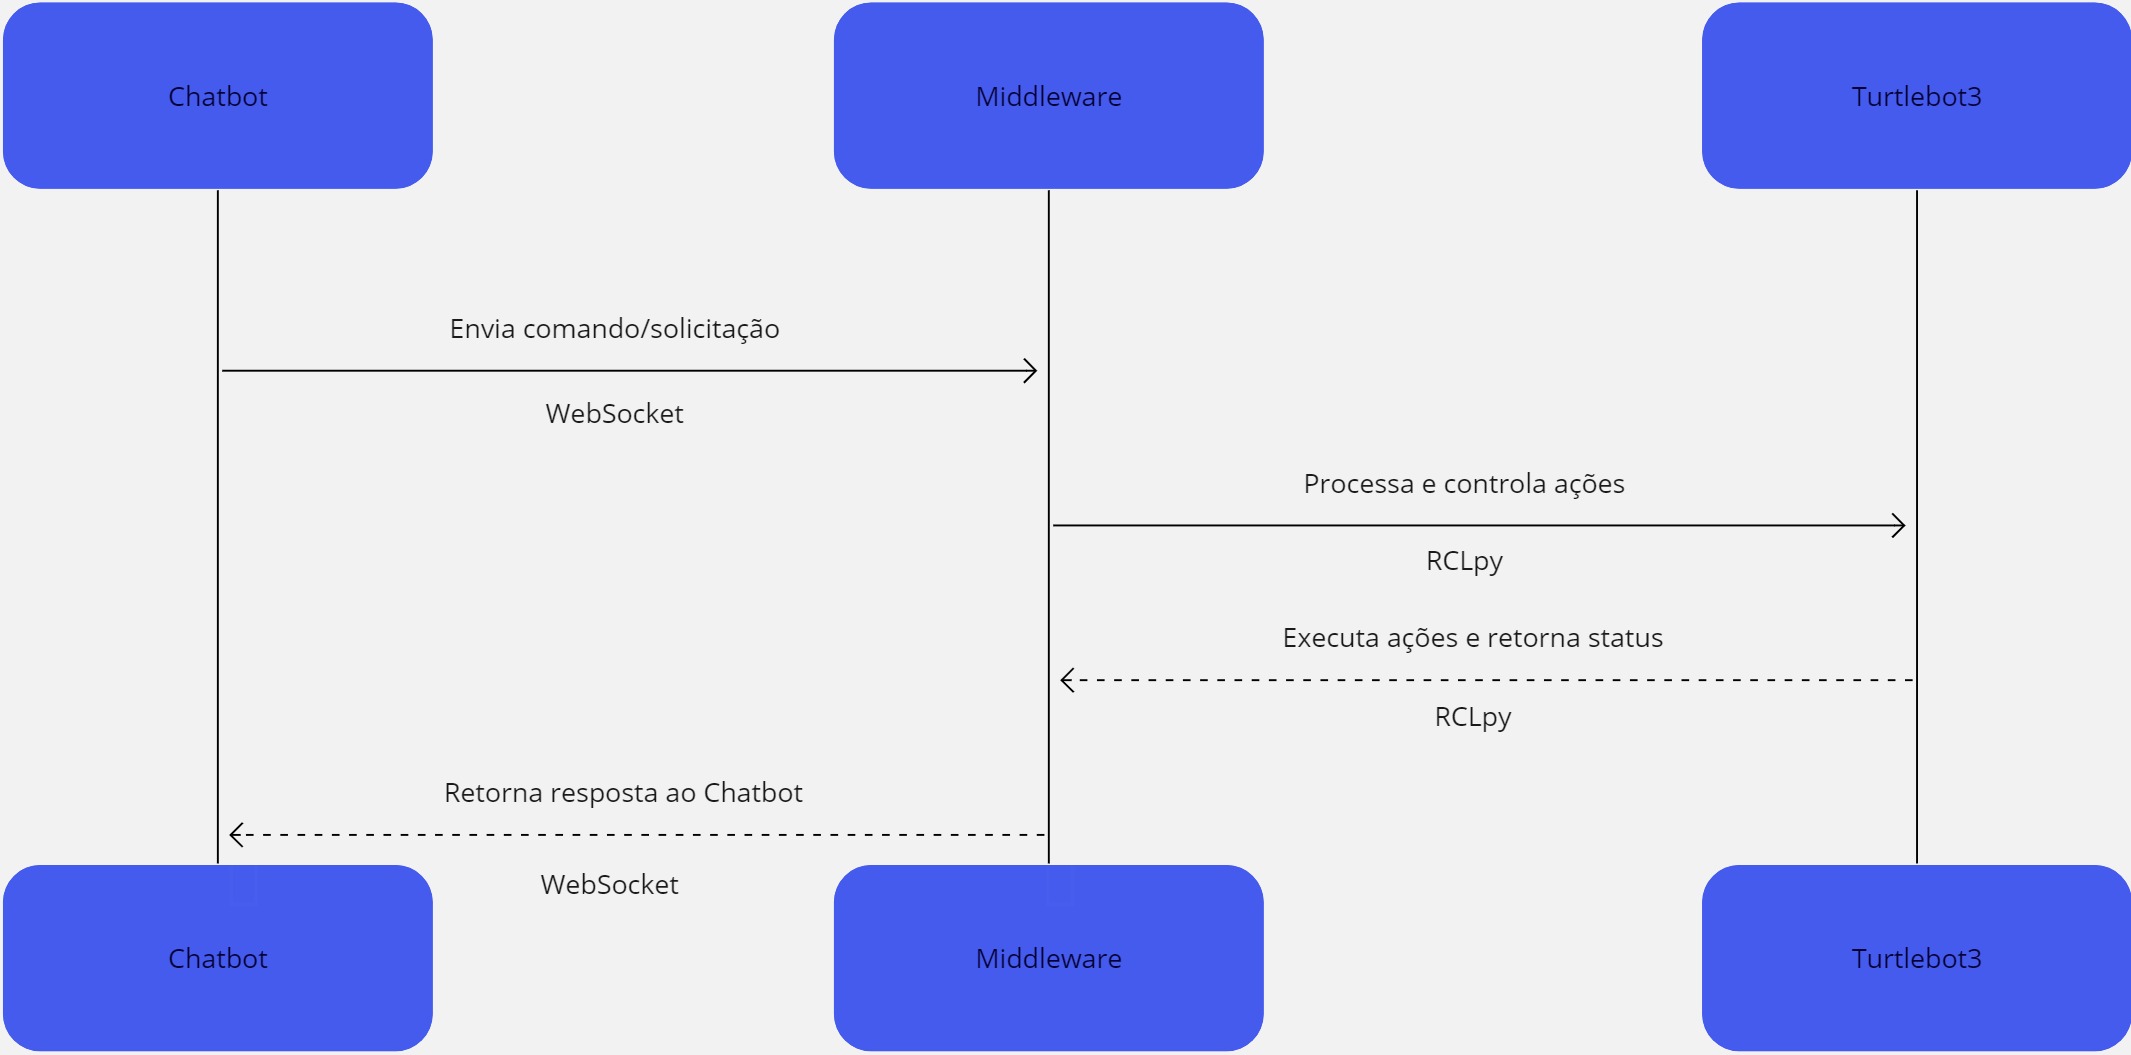 Chatbot
Middleware
Turtlebot3
Envia comando/solicitação
WebSocket
Processa e controla ações
RCLpy
Executa ações e retorna status
RCLpy
Retorna resposta ao Chatbot
WebSocket
Chatbot
Middleware
Turtlebot3